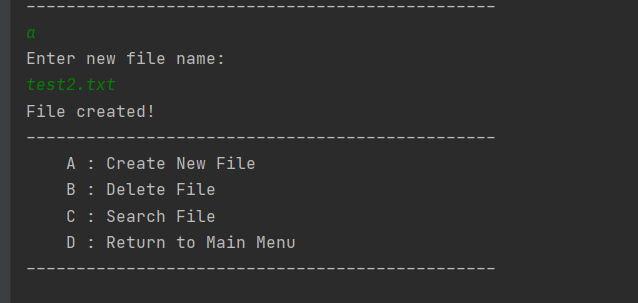 -----------------------------------------------
a
Enter new file name:
test2.txt
File created!
-----------------------------------------------
    A : Create New File
    B : Delete File
    C : Search File
    D : Return to Main Menu
-----------------------------------------------